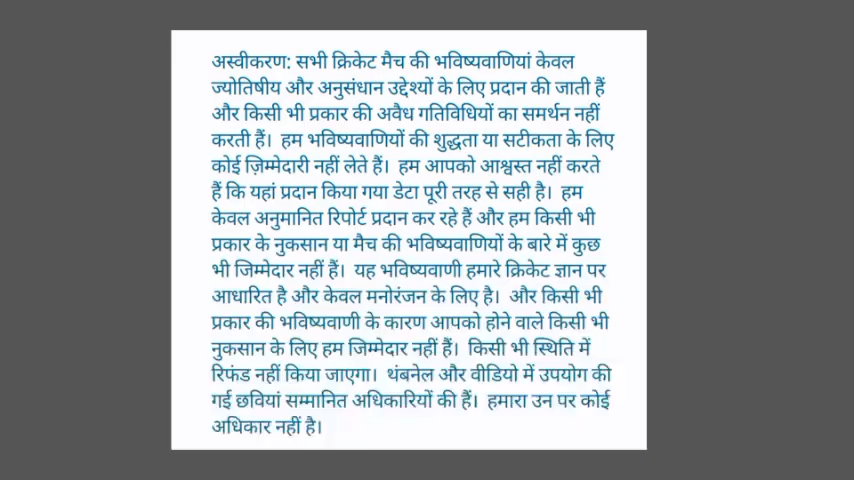 अस्वीकरण: सभी क्रिकेट मैच की भविष्यवाणियां केवल
ज्योतिषीय और अनुसंधान उद्देश्यों के लिए प्रदान की जाती हैं
और किसी भी प्रकार की अवैध गतिविधियों का समर्थन नहीं
करती हैं। हम भविष्यवाणियों की शुद्धता या सटीकता के लिए
कोई ज़िम्मेदारी नहीं लेते हैं। हम आपको आश्वस्त नहीं करते
हैं कि यहां प्रदान किया गया डेटा पूरी तरह से सही है। हम
केवल अनुमानित रिपोर्ट प्रदान कर रहे हैं और हम किसी भी
प्रकार के नुकसान या मैच की भविष्यवाणियों के बारे में कुछ
भी जिम्मेदार नहीं हैं। यह भविष्यवाणी हमारे क्रिकेट ज्ञान पर
आधारित है और केवल मनोरंजन के लिए है। और किसी भी
प्रकार की भविष्यवाणी के कारण आपको होने वाले किसी भी
नुकसान के लिए हम जिम्मेदार नहीं हैं। किसी भी स्थिति में
रिफंड नहीं किया जाएगा। थंबनेल और वीडियो में उपयोग की
गई छवियां सम्मानित अधिकारियों की हैं। हमारा उन पर कोई
अधिकार नहीं है।